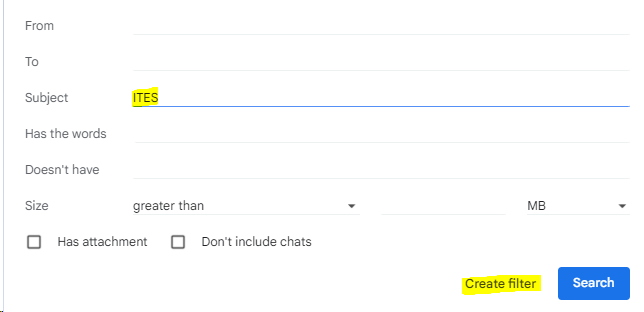 From
To
Subject ITES
Has the words
Doesn't have
Size greater than MB
Has attachment Don't include chats
Create filter Search